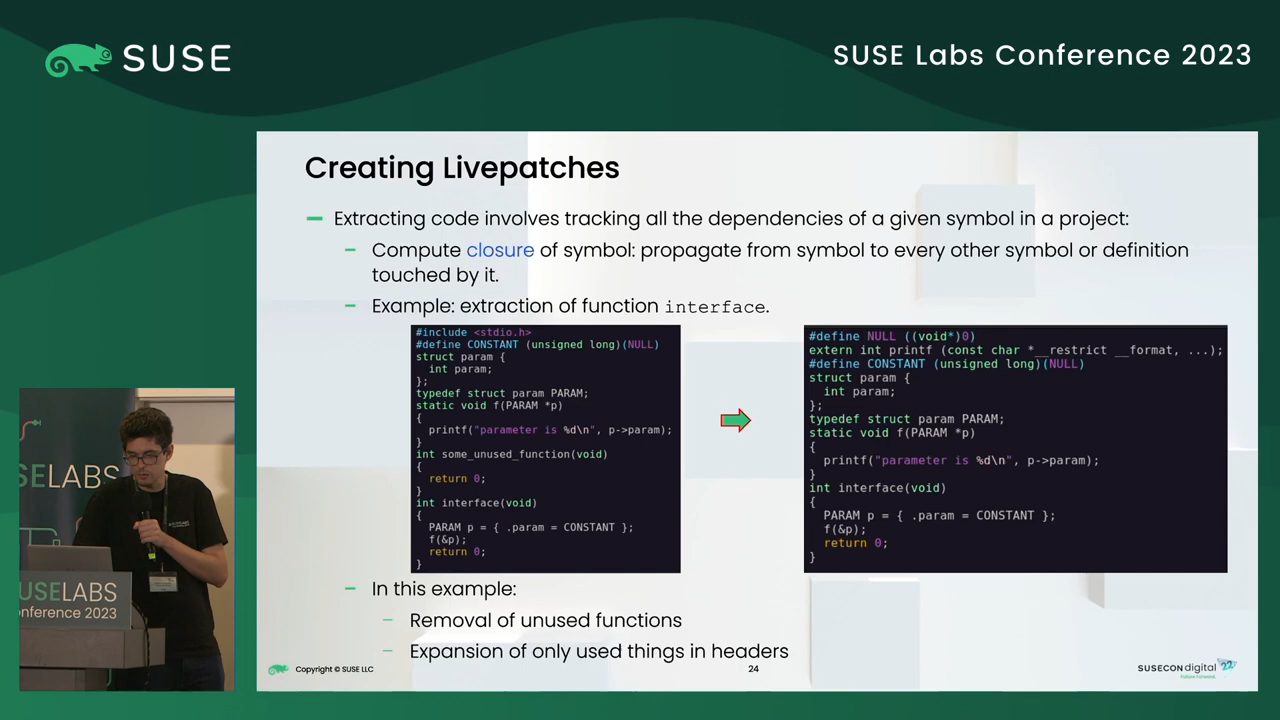 SUSE
SUSE Labs Conference 2023
Creating Livepatches
Extracting code involves tracking all the dependencies of a given symbol in a project:
Compute closure of symbol: propagate from symbol to every other symbol or definition
touched by it.
Example: extraction of function interface.
#include <stdio.h>
#define CONSTANT (unsigned long)(NULL)
struct param {
int param;
};
typedef struct param PARAM;
static void f(PARAM *p)
{
printf("parameter is %d\n", p->param);
}
int some_unused_function(void)
{
return 0;
}
int interface(void)
{
PARAM p = { .param = CONSTANT };
f(&p);
return 0;
}
#define NULL ((void*)0)
extern int printf (const char *__restrict __format, ...);
#define CONSTANT (unsigned long)(NULL)
struct param {
int param;
};
typedef struct param PARAM;
static void f(PARAM *p)
{
printf("parameter is %d\n", p->param);
}
int interface(void)
{
PARAM p = { .param = CONSTANT };
f(&p);
return 0;
}
In this example:
Removal of unused functions
Expansion of only used things in headers
Copyright © SUSE LLC
24
SUSECON digital 22
Future Forward.
SELABS
USELABS
onference 2023